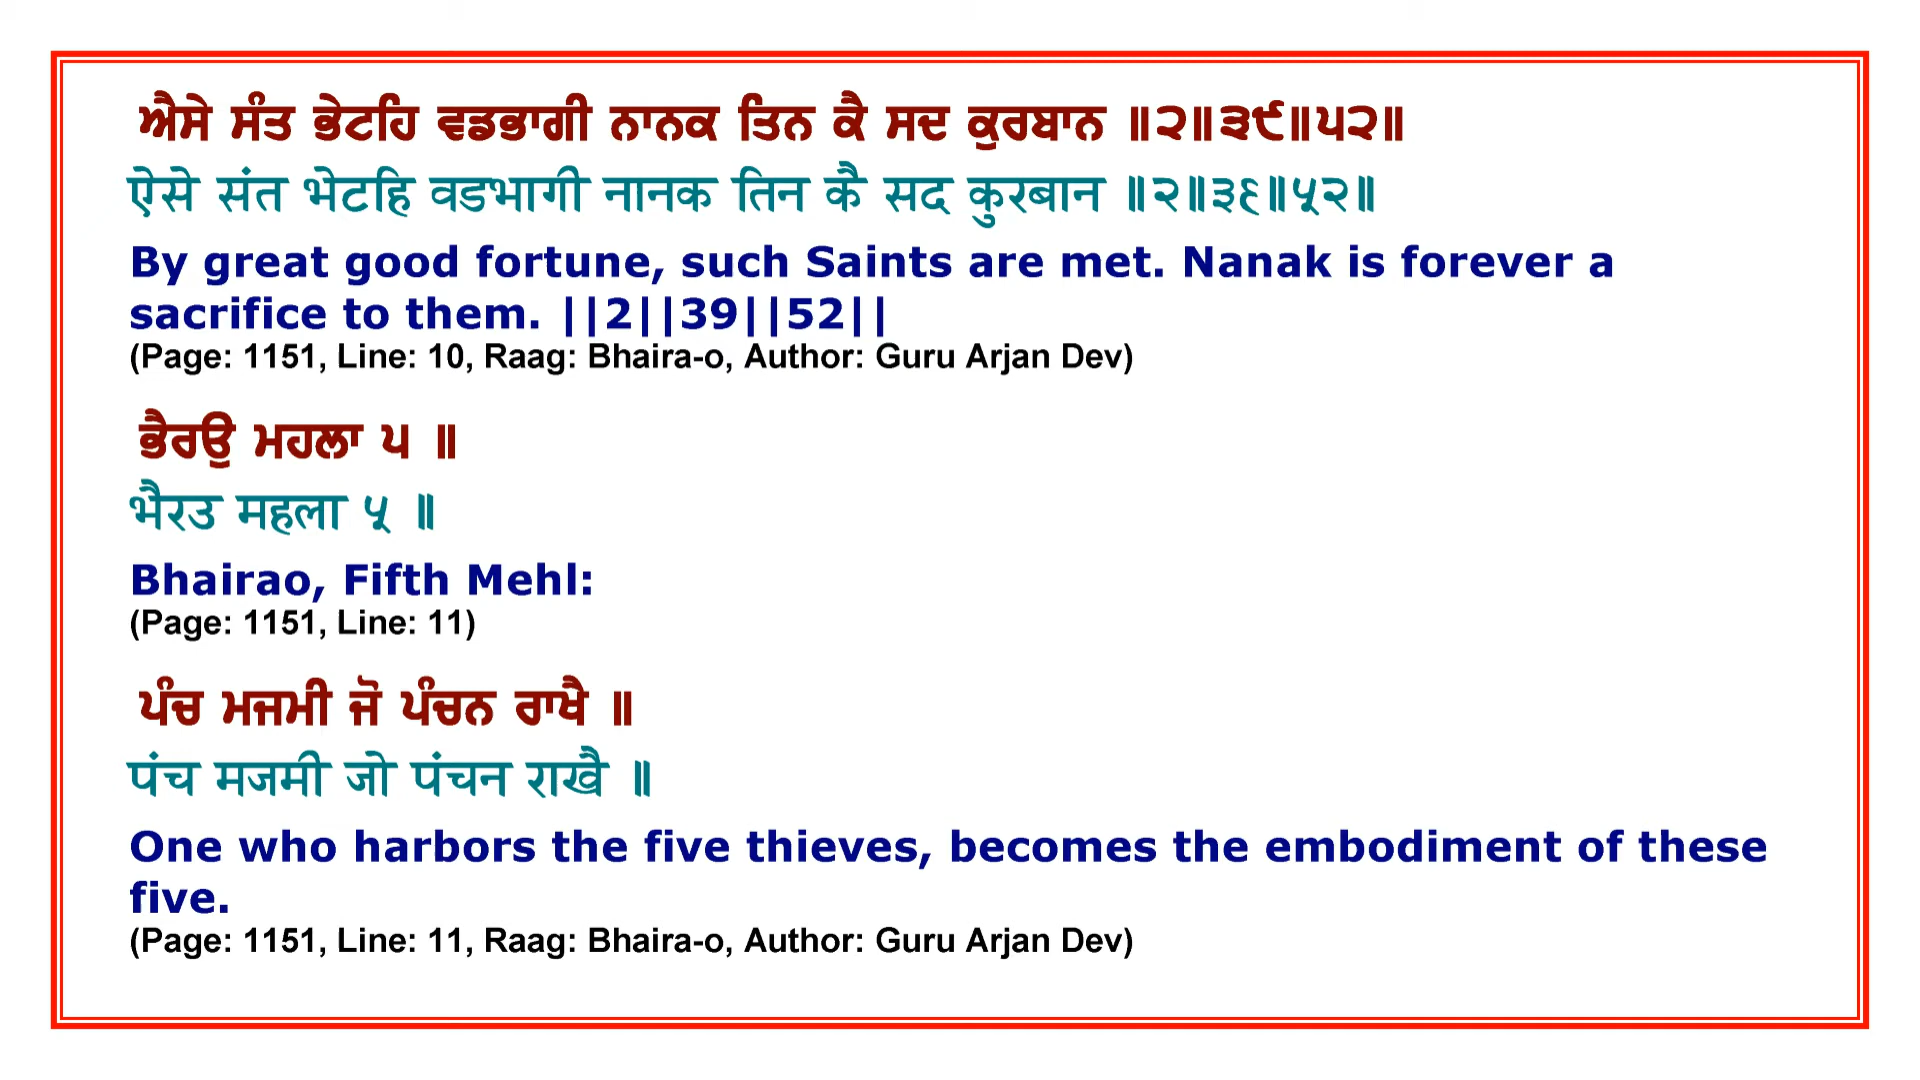 ਐਸੇ ਸੰਤ ਭੇਟਹਿ ਵਡਭਾਗੀ ਨਾਨਕ ਤਿਨ ਕੈ ਸਦ ਕੁਰਬਾਨ ॥੨॥੩੯॥੫੨॥
ऐसे संत भेटहि वडभागी नानक तिन कै सद कुरबान ॥२॥३९॥५२॥
By great good fortune, such Saints are met. Nanak is forever a
sacrifice to them. ||2||39||52||
(Page: 1151, Line: 10, Raag: Bhaira-o, Author: Guru Arjan Dev)
ਭੈਰਉ ਮਹਲਾ ੫ ॥
भैरउ महला ५ ॥
Bhairao, Fifth Mehl:
(Page: 1151, Line: 11)
ਪੰਚ ਮਜਮੀ ਜੋ ਪੰਚਨ ਰਾਖੈ ॥
पंच मजमी जो पंचन राखै ॥
One who harbors the five thieves, becomes the embodiment of these
five.
(Page: 1151, Line: 11, Raag: Bhaira-o, Author: Guru Arjan Dev)